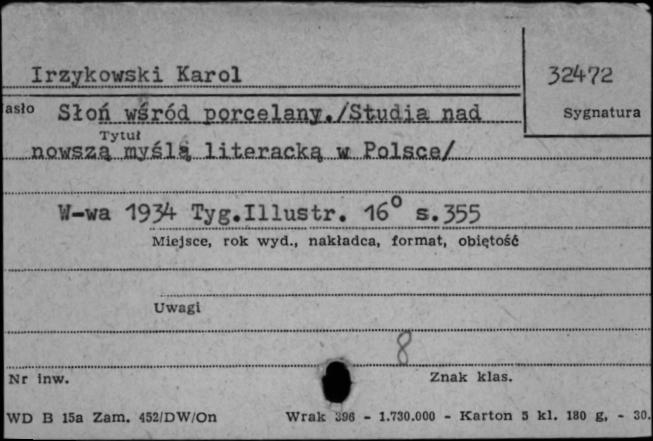 Irzykowski Karol
32472
asło Słoń wśród porcelany./Studia nad
Sygnatura
Tytuł
nowszą myślą literacką w Polsce/
W-wa 1934 Tyg.Illustr. 16° s.355
Miejsce, rok wyd., nakładca, format, obiętość
Uwagi
8
Nr inw.
Znak klas.
WD B 15a Zam. 452/DW/On Wrak 396 - 1.730.000 - Karton 5 kl. 180 g, - 30.